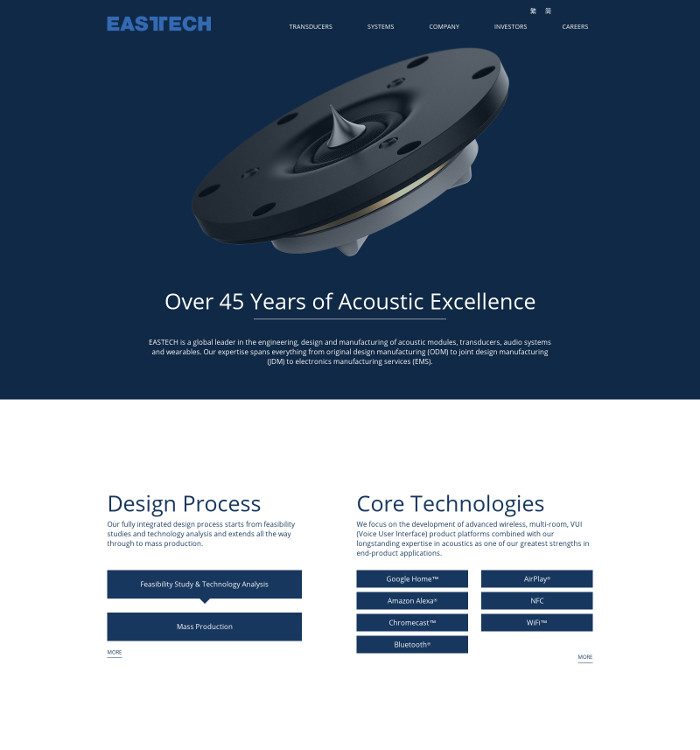 繁 简
EASTTECH
TRANSDUCERS SYSTEMS COMPANY INVESTORS CAREERS
Over 45 Years of Acoustic Excellence
EASTECH is a global leader in the engineering, design and manufacturing of acoustic modules, transducers, audio systems
and wearables. Our expertise spans everything from original design manufacturing (ODM) to joint design manufacturing
(JDM) to electronics manufacturing services (EMS).
Design Process
Our fully integrated design process starts from feasibility
studies and technology analysis and extends all the way
through to mass production.
Feasibility Study & Technology Analysis
Mass Production
MORE
Core Technologies
We focus on the development of advanced wireless, multi-room, VUI
(Voice User Interface) product platforms combined with our
longstanding expertise in acoustics as one of our greatest strengths in
end-product applications.
Google Home™ AirPlay®
Amazon Alexa® NFC
Chromecast™ WiFi™
Bluetooth®
MORE